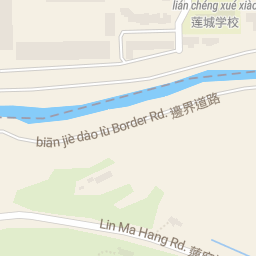 lián chéng xué xiào
莲城学校
biān jiè dào lù Border Rd. 邊界道路
Lin Ma Hang Rd.